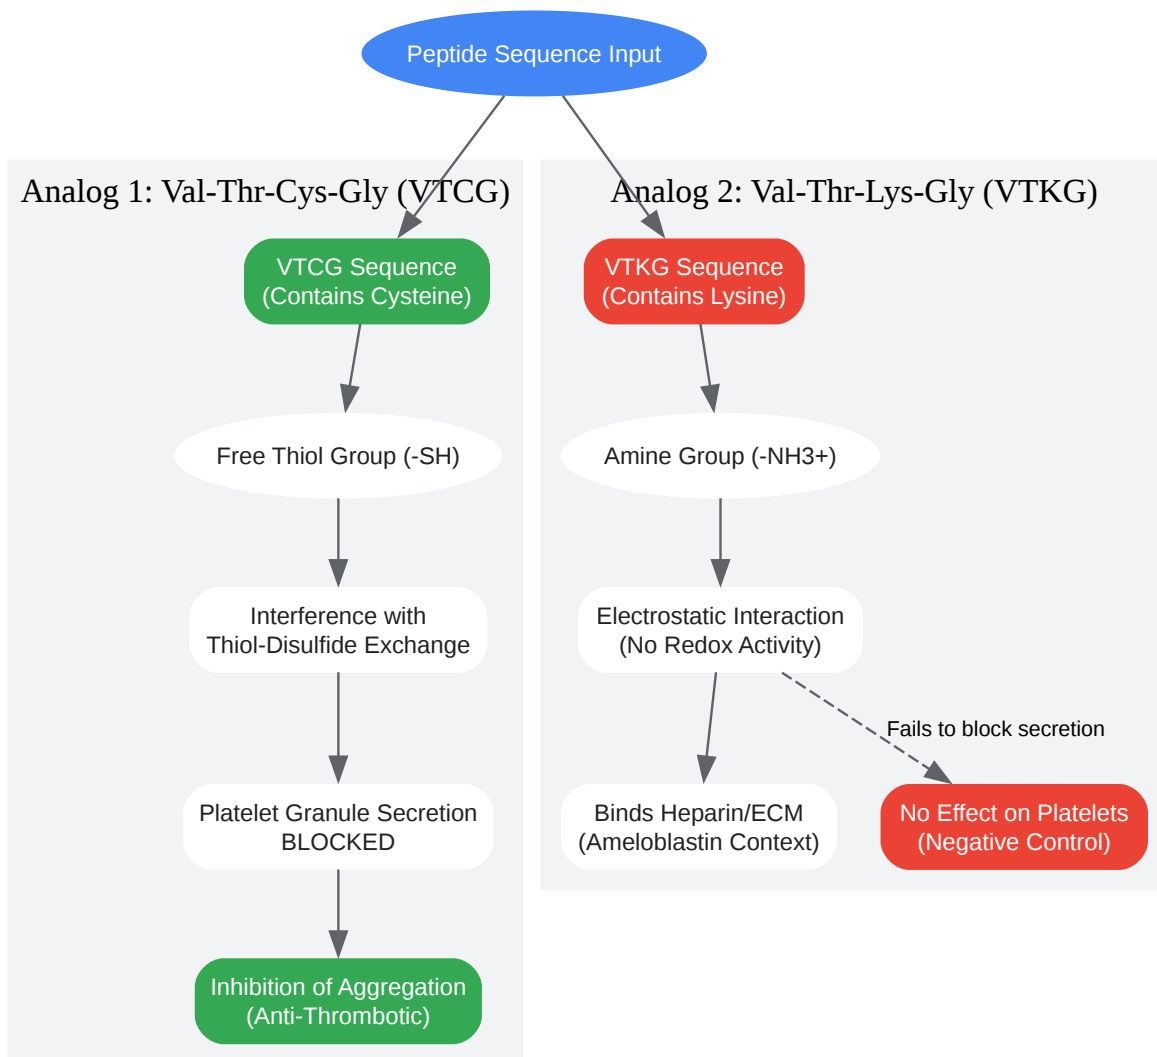 Peptide Sequence Input
Analog 1: Val-Thr-Cys-Gly (VTCG)
VTCG Sequence
(Contains Cysteine)
Free Thiol Group (-SH)
Interference with
Thiol-Disulfide Exchange
Platelet Granule Secretion
BLOCKED
Inhibition of Aggregation
(Anti-Thrombotic)
Analog 2: Val-Thr-Lys-Gly (VTKG)
VTKG Sequence
(Contains Lysine)
Amine Group (-NH3+)
Electrostatic Interaction
(No Redox Activity)
Fails to block secretion
Binds Heparin/ECM
(Ameloblastin Context)
No Effect on Platelets
(Negative Control)